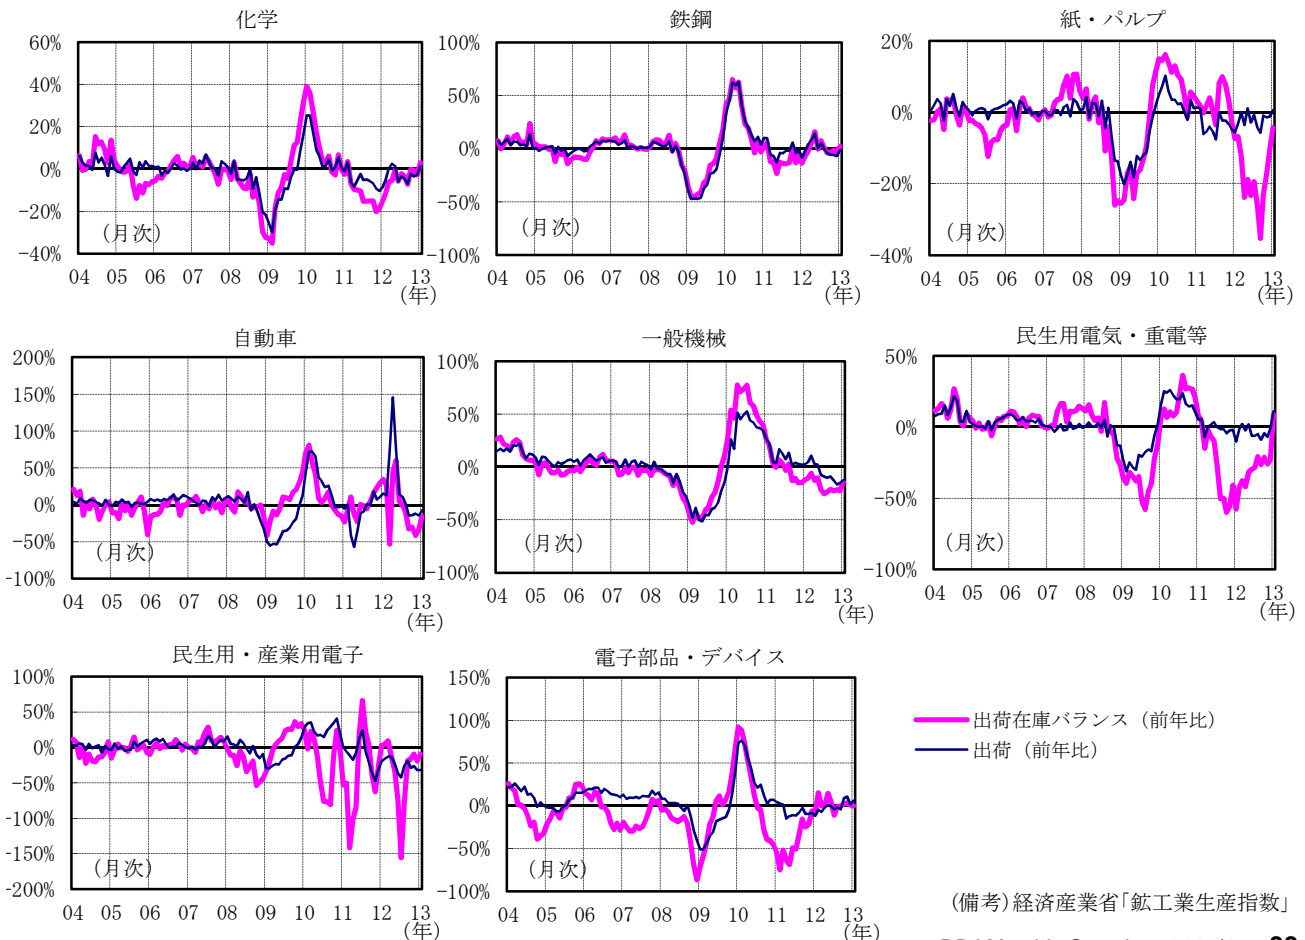 化学
60%
40%
20%
0%
-20%
-40%
(月次)
04 05 06 07 08 09 10 11 12 13
(年)
鉄鋼
100%
50%
0%
-50%
-100%
(月次)
04 05 06 07 08 09 10 11 12 13
(年)
紙・パルプ
20%
0%
-20%
-40%
(月次)
04 05 06 07 08 09 10 11 12 13
(年)
自動車
200%
150%
100%
50%
0%
-50%
-100%
(月次)
04 05 06 07 08 09 10 11 12 13
(年)
一般機械
100%
50%
0%
-50%
-100%
(月次)
04 05 06 07 08 09 10 11 12 13
(年)
民生用電気・重電等
50%
0%
-50%
-100%
(月次)
04 05 06 07 08 09 10 11 12 13
(年)
民生用・産業用電子
100%
50%
0%
-50%
-100%
-150%
-200%
(月次)
04 05 06 07 08 09 10 11 12 13
(年)
電子部品・デバイス
150%
100%
50%
0%
-50%
-100%
(月次)
04 05 06 07 08 09 10 11 12 13
(年)
出荷在庫バランス（前年比）
出荷（前年比）
(備考)経済産業省「鉱工業生産指数」